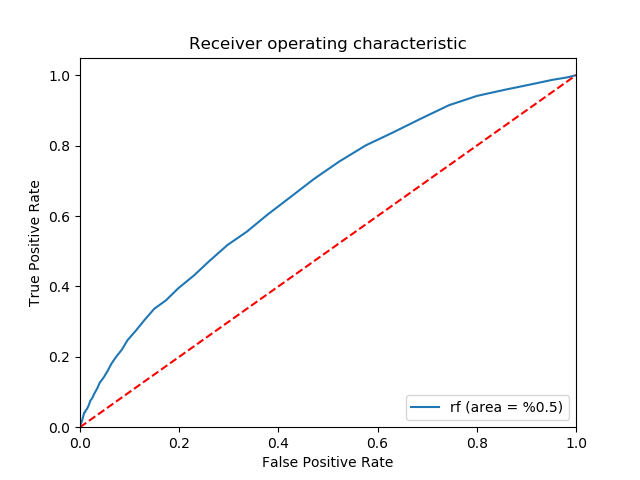 Receiver operating characteristic
1.0
0.8
0.6
0.4
0.2
0.0
True Positive Rate
rf (area = %0.5)
0.0 0.2 0.4 0.6 0.8 1.0
False Positive Rate